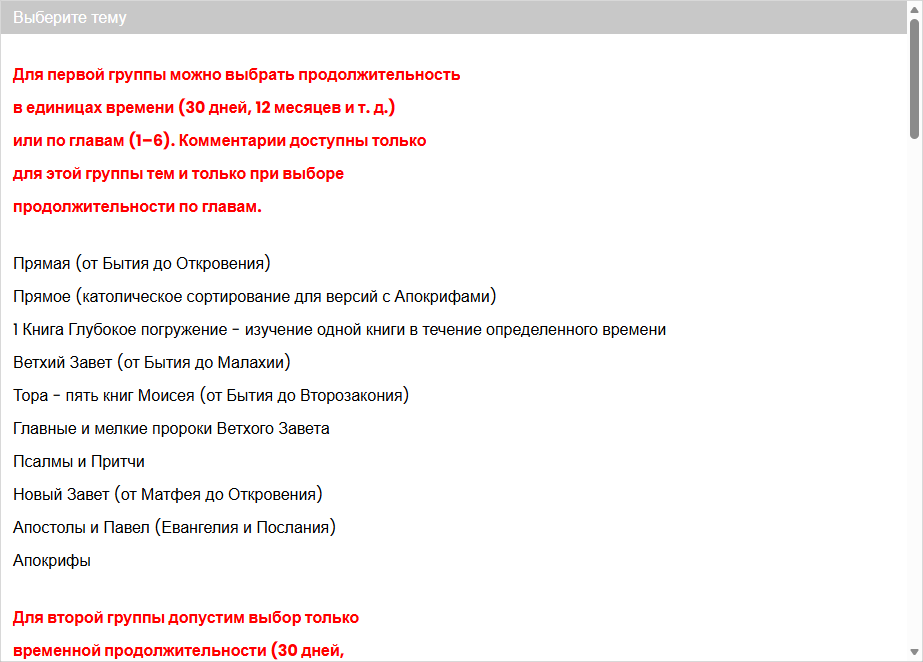 Выберите тему
Для первой группы можно выбрать продолжительность
в единицах времени (30 дней, 12 месяцев и т. д.)
или по главам (1–6). Комментарии доступны только
для этой группы тем и только при выборе
продолжительности по главам.
Прямая (от Бытия до Откровения)
Прямое (католическое сортирование для версий с Апокрифами)
1 Книга Глубокое погружение - изучение одной книги в течение определенного времени
Ветхий Завет (от Бытия до Малахии)
Тора - пять книг Моисея (от Бытия до Второзакония)
Главные и мелкие пророки Ветхого Завета
Псалмы и Притчи
Новый Завет (от Матфея до Откровения)
Апостолы и Павел (Евангелия и Послания)
Апокрифы
Для второй группы допустим выбор только
временной продолжительности (30 дней,